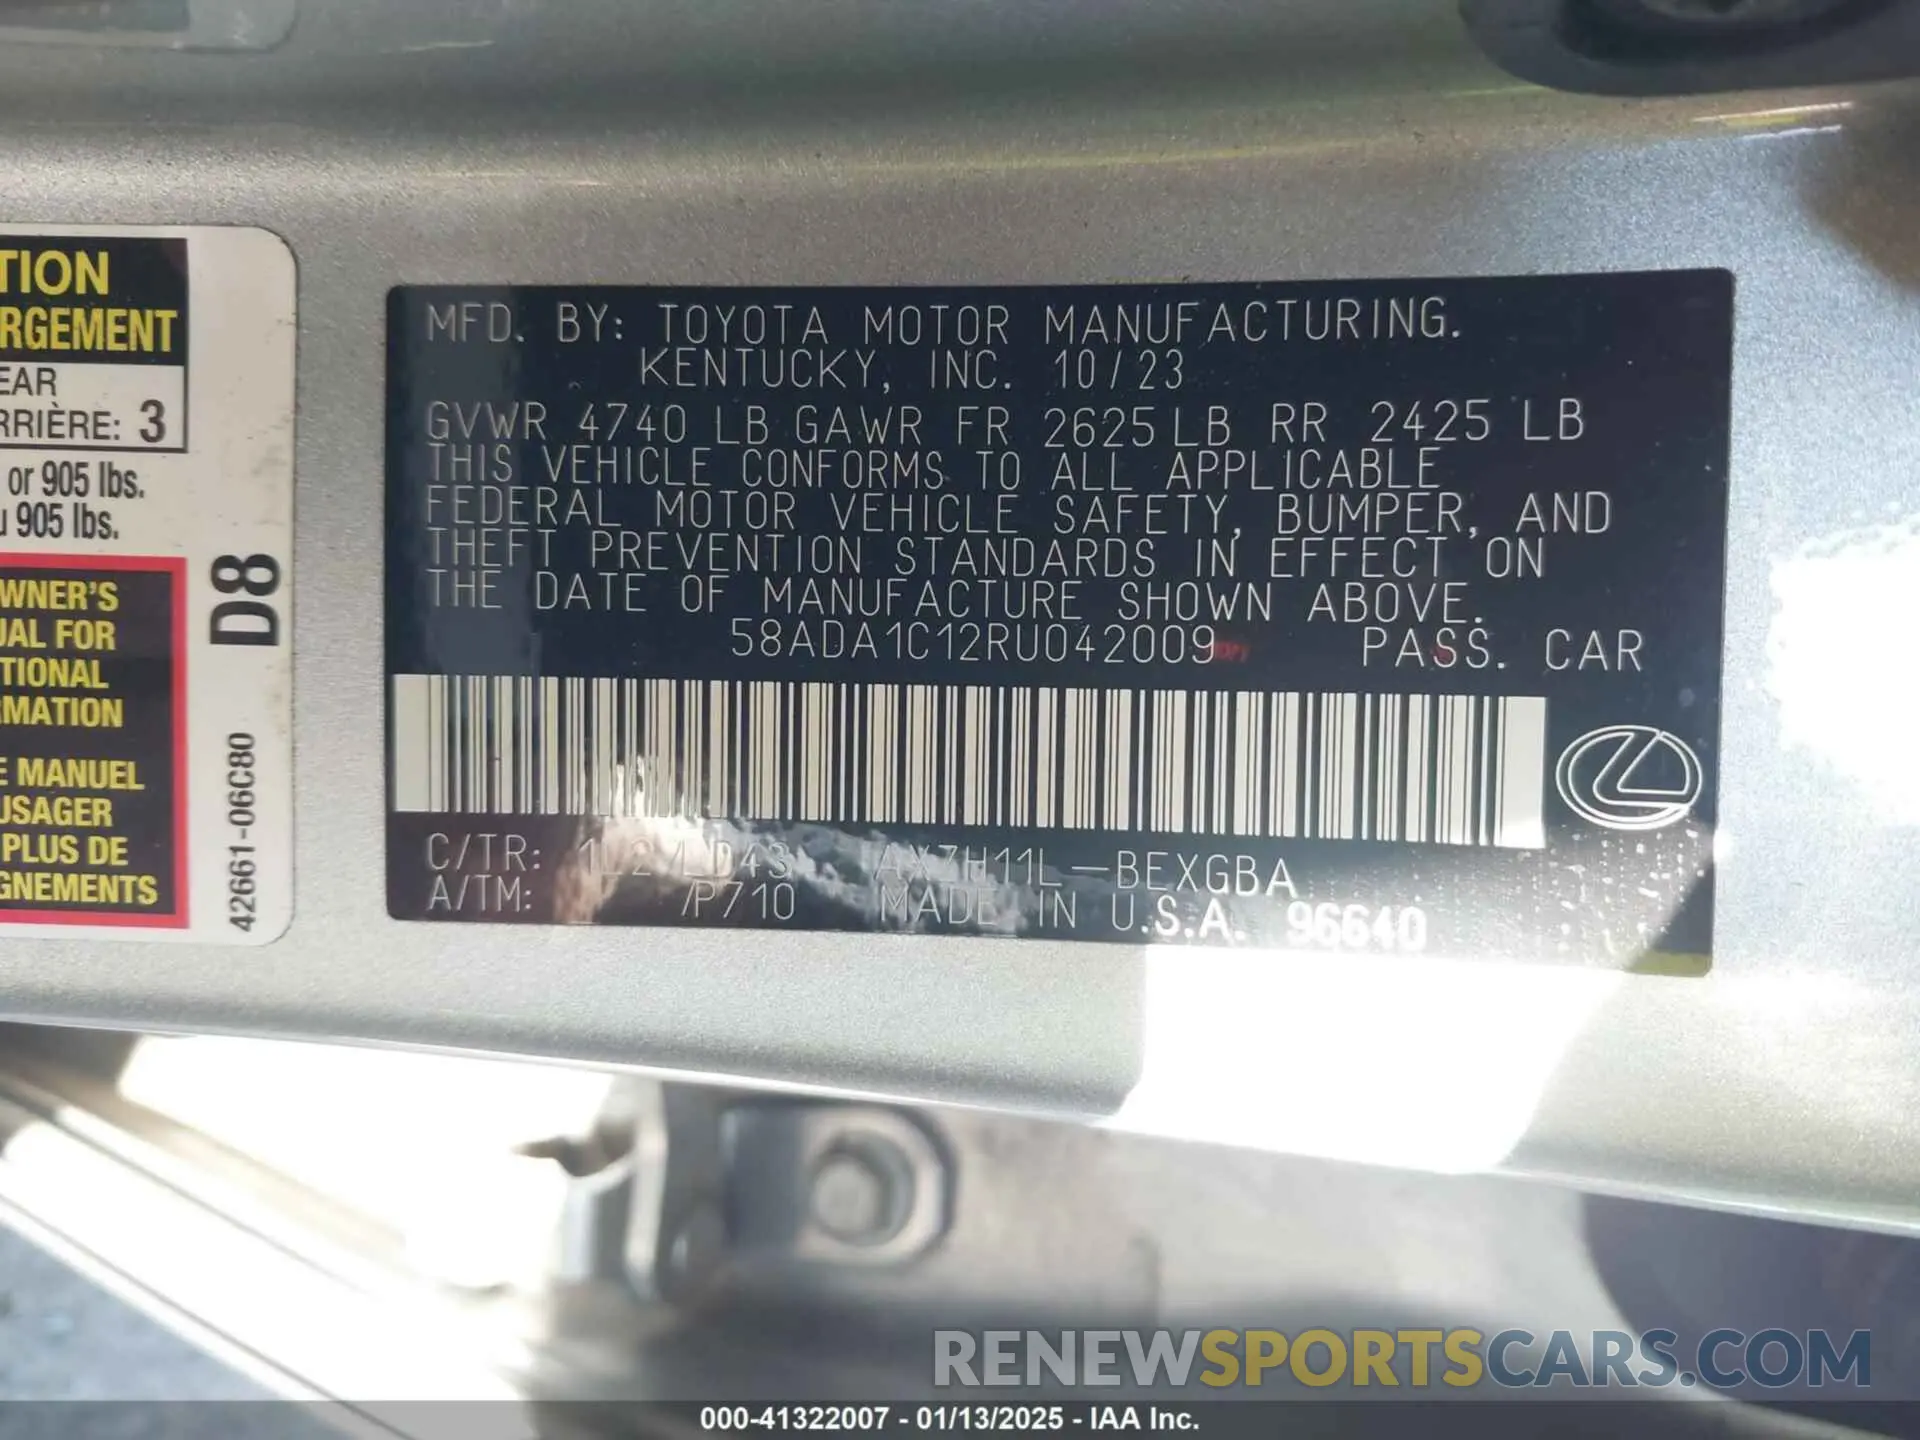 TION
RGEMENT
EAR
RRIÈRE: 3
or 905 lbs.
u 905 lbs.
WNER'S
UAL FOR
TIONAL
RMATION
E MANUEL
USAGER
PLUS DE
GNEMENTS
D8
42661-06C80
MFD. BY: TOYOTA MOTOR MANUFACTURING.
KENTUCKY, INC. 10/23
GVWR 4740 LB GAWR FR 2625 LB RR 2425 LB
THIS VEHICLE CONFORMS TO ALL APPLICABLE
FEDERAL MOTOR VEHICLE SAFETY, BUMPER, AND
THEFT PREVENTION STANDARDS IN EFFECT ON
THE DATE OF MANUFACTURE SHOWN ABOVE.
58ADA1C12RU042009 PASS. CAR
C/TR: AXZH11L-BEXGBA
A/TM: /P710 MADE IN U.S.A. 96640
RENEWSPORTSCARS.COM
000-41322007 - 01/13/2025 - IAA Inc.